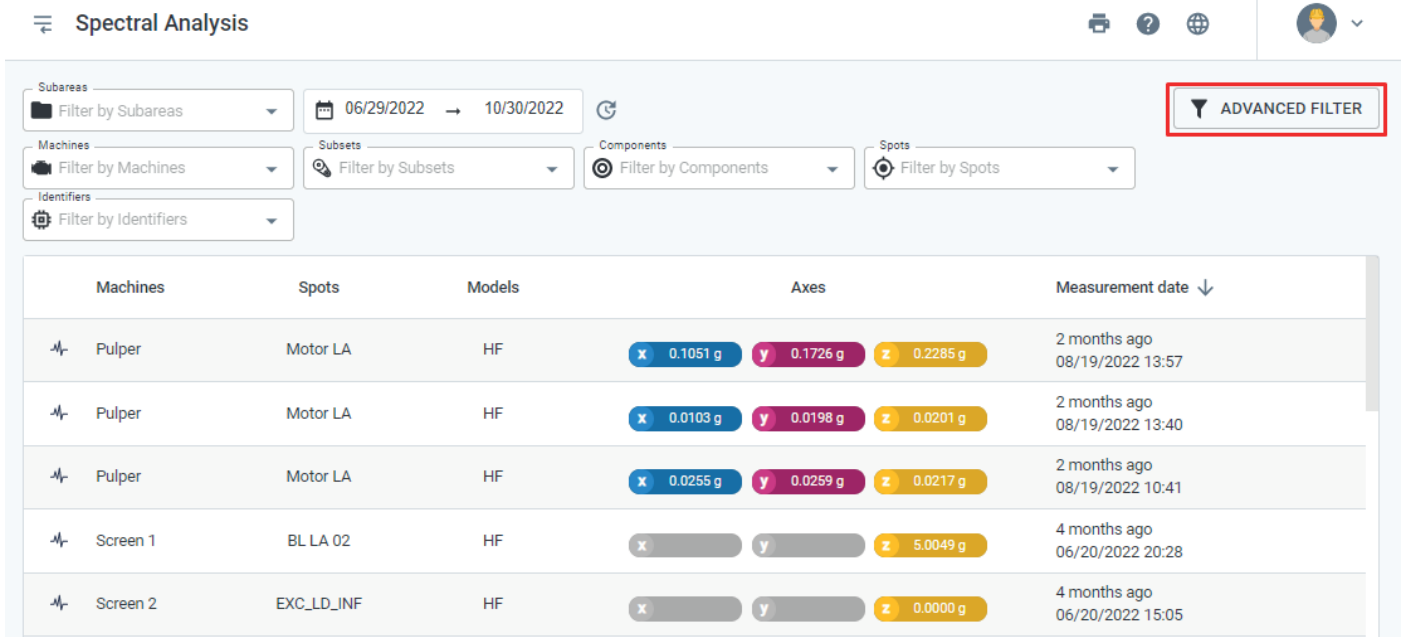 Spectral Analysis
Subareas
Filter by Subareas
06/29/2022 → 10/30/2022
ADVANCED FILTER
Machines
Filter by Machines
Subsets
Filter by Subsets
Components
Filter by Components
Spots
Filter by Spots
Identifiers
Filter by Identifiers
Machines Spots Models Axes Measurement date ↓
Pulper Motor LA HF x 0.1051 g y 0.1726 g z 0.2285 g 2 months ago
08/19/2022 13:57
Pulper Motor LA HF x 0.0103 g y 0.0198 g z 0.0201 g 2 months ago
08/19/2022 13:40
Pulper Motor LA HF x 0.0255 g y 0.0259 g z 0.0217 g 2 months ago
08/19/2022 10:41
Screen 1 BL LA 02 HF x y z 5.0049 g 4 months ago
06/20/2022 20:28
Screen 2 EXC_LD_INF HF x y z 0.0000 g 4 months ago
06/20/2022 15:05